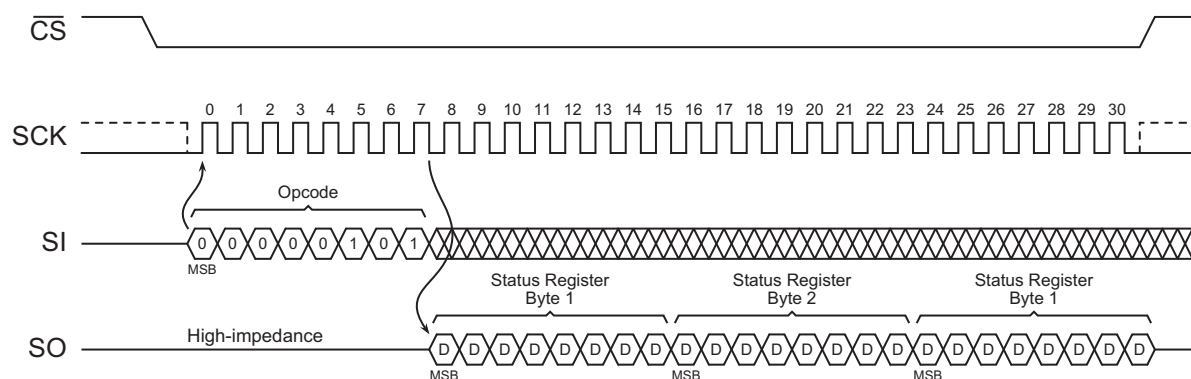 CS
SCK
0 1 2 3 4 5 6 7 8 9 10 11 12 13 14 15 16 17 18 19 20 21 22 23 24 25 26 27 28 29 30
Opcode
SI
0 0 0 0 0 1 0 1
MSB
Status Register
Byte 1
Status Register
Byte 2
Status Register
Byte 1
High-impedance
SO
D D D D D D D D D D D D D D D D D D D D D D D D
MSB MSB MSB